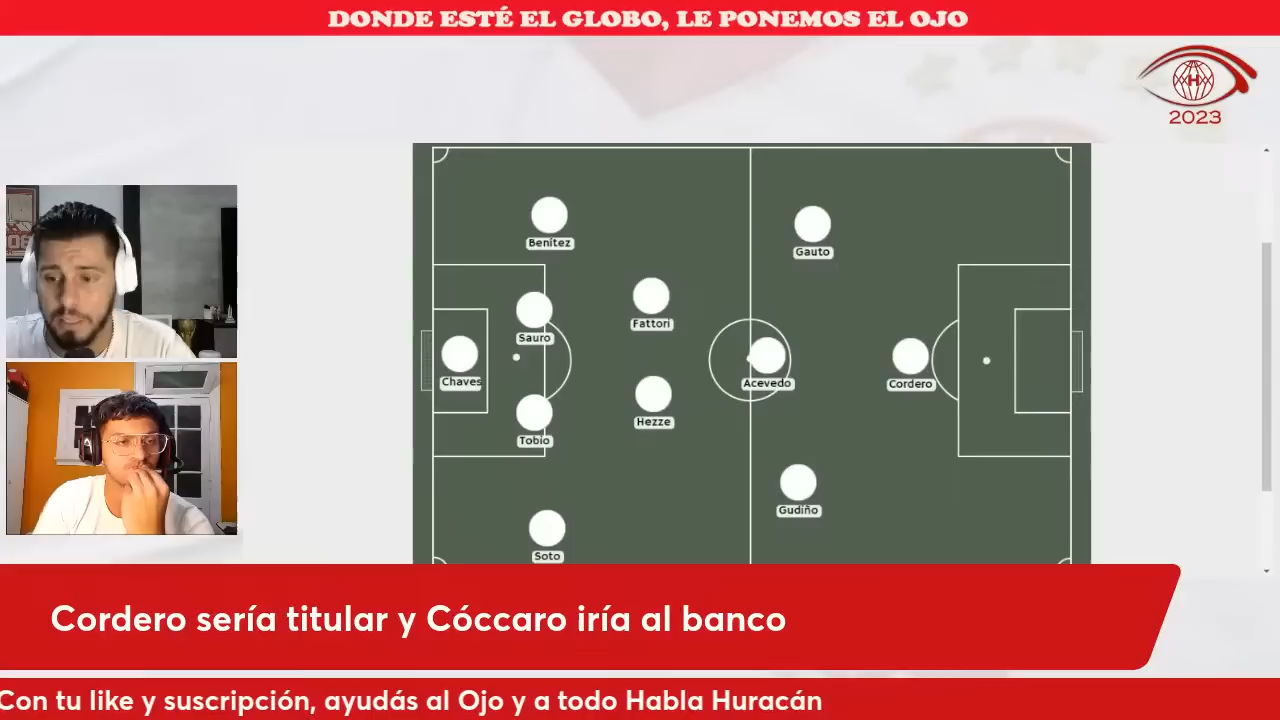 DONDE ESTÉ EL GLOBO, LE PONEMOS EL OJO
H
2023
Benítez
Gauto
Sauro
Fattori
Chaves
Acevedo
Cordero
Tobio
Hezze
Gudiño
Soto
Cordero sería titular y Cóccaro iría al banco
Con tu like y suscripción, ayudás al Ojo y a todo Habla Huracán